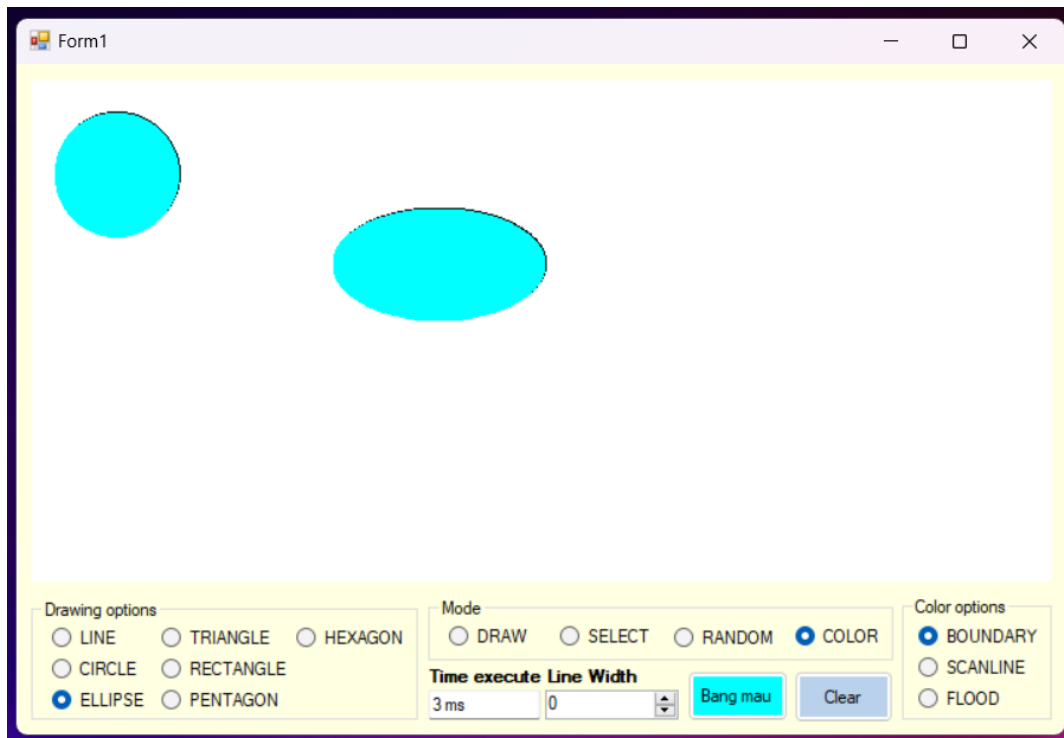 Form1
Drawing options
LINE
TRIANGLE
HEXAGON
CIRCLE
RECTANGLE
ELLIPSE
PENTAGON
Mode
DRAW
SELECT
RANDOM
COLOR
Time execute
Line Width
3 ms
0
Bang mau
Clear
Color options
BOUNDARY
SCANLINE
FLOOD